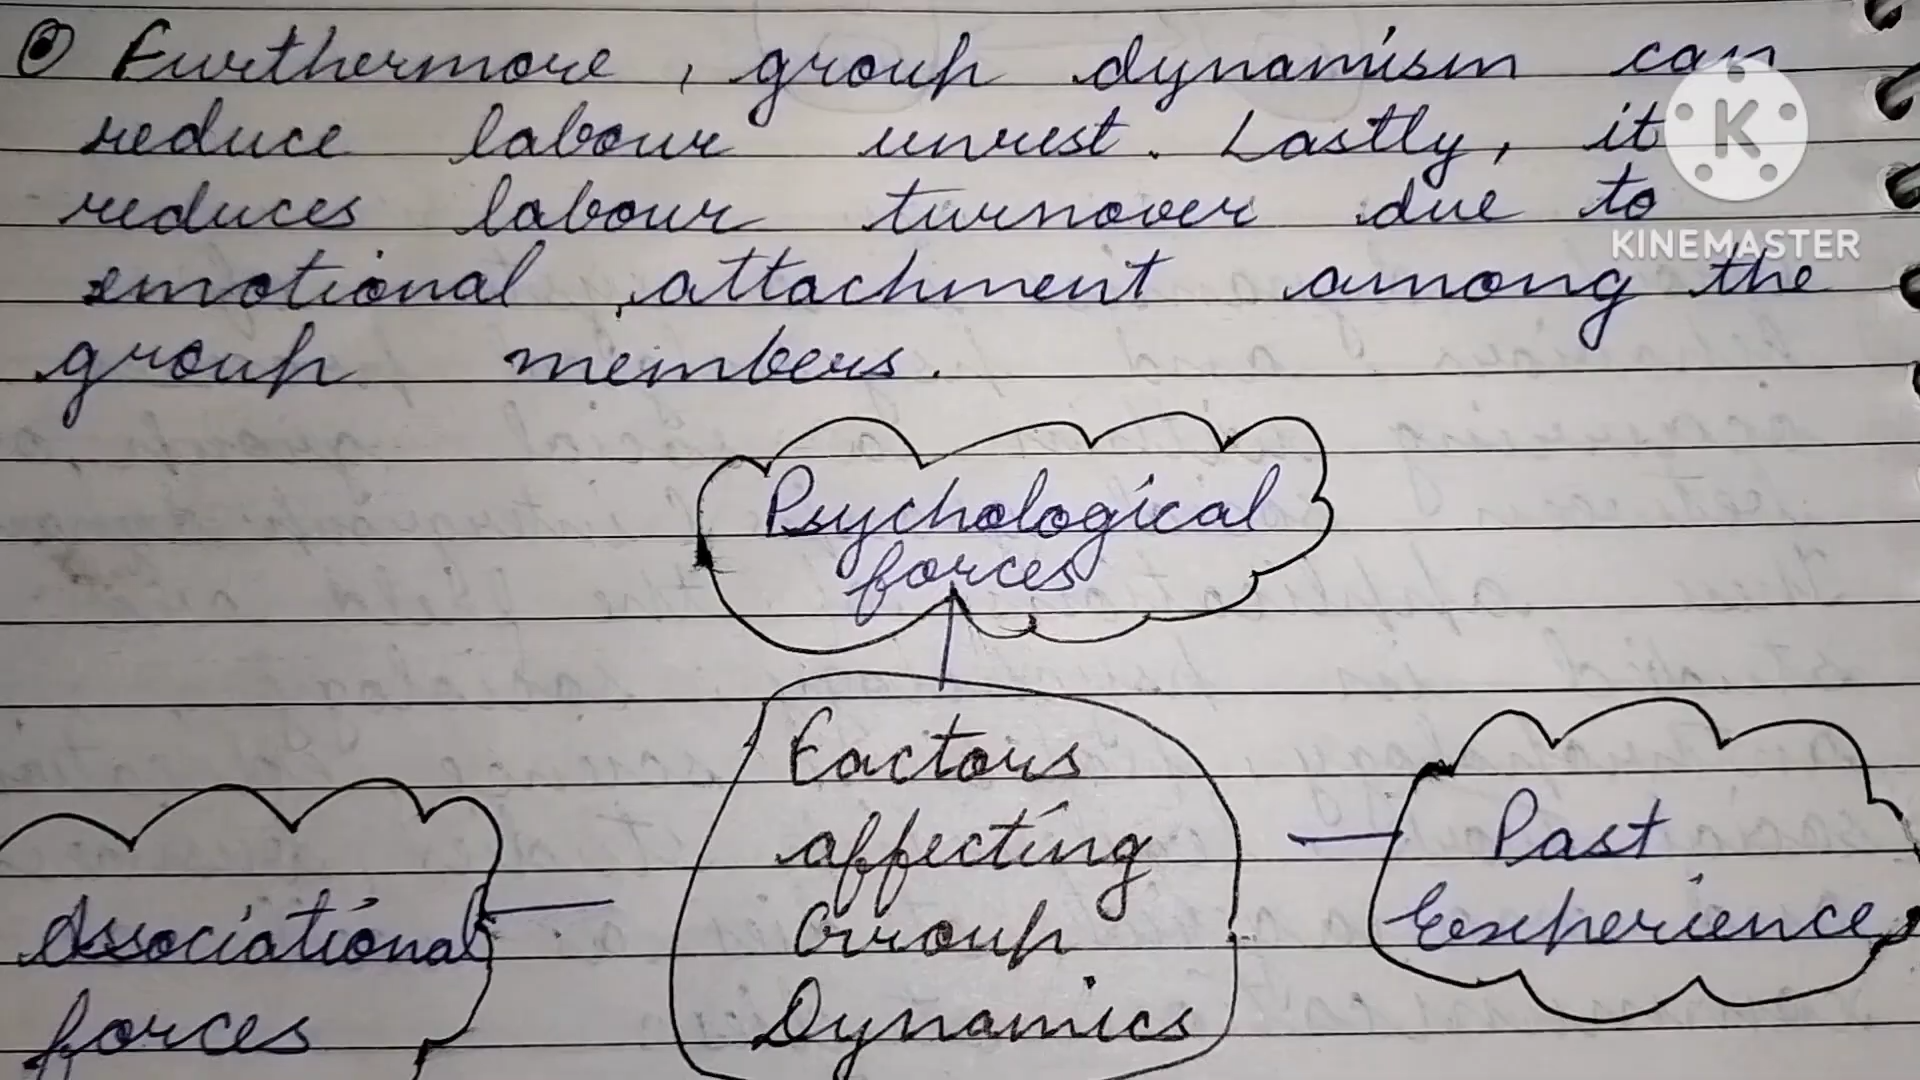 Furthermore, group dynamism can
reduce labour unrest. Lastly, it
reduces labour turnover due to
emotional attachment among the
group members.
K
KINEMASTER
Psychological
forces
Factors
affecting
Group
Dynamics
Past
Experience
Associational
forces